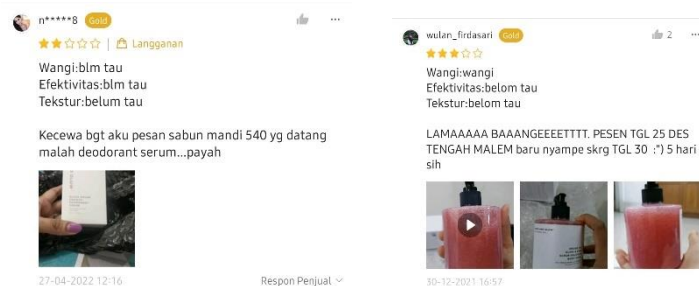 n*****8 Gold
Langganan
Wangi:blm tau
Efektivitas:blm tau
Tekstur:belum tau
Kecewa bgt aku pesan sabun mandi 540 yg datang
malah deodorant serum...payah
27-04-2022 12:16
Respon Penjual
wulan_firdasari Gold
2
Wangi:wangi
Efektivitas:belom tau
Tekstur:belom tau
LAMAAAAA BAAANGEEEETTTT. PESEN TGL 25 DES
TENGAH MALEM baru nyampe skrg TGL 30 :") 5 hari
sih
30-12-2021 16:57